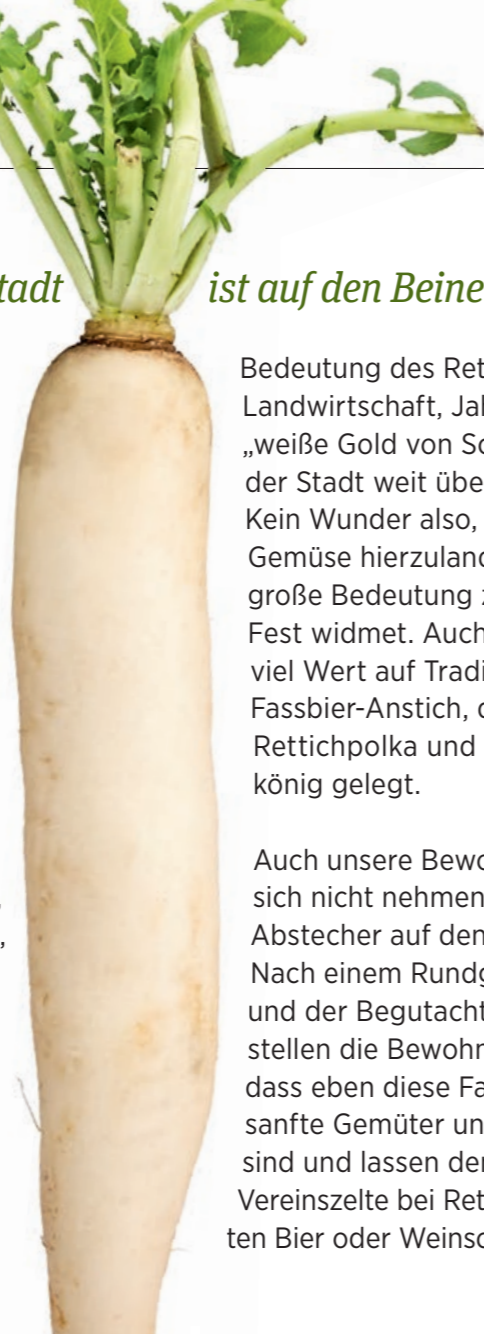 tadt ist auf den Beine
Bedeutung des Ret
Landwirtschaft, Jah
„weiße Gold von Sc
der Stadt weit übe
Kein Wunder also,
Gemüse hierzuland
große Bedeutung z
Fest widmet. Auch
viel Wert auf Tradi
Fassbier-Anstich, d
Rettichpolka und
könig gelegt.
Auch unsere Bewo
sich nicht nehmen
Abstecher auf den
Nach einem Rundg
und der Begutacht
stellen die Bewohn
dass eben diese Fa
sanfte Gemüter un
sind und lassen der
Vereinszelte bei Ret
ten Bier oder Weinsc